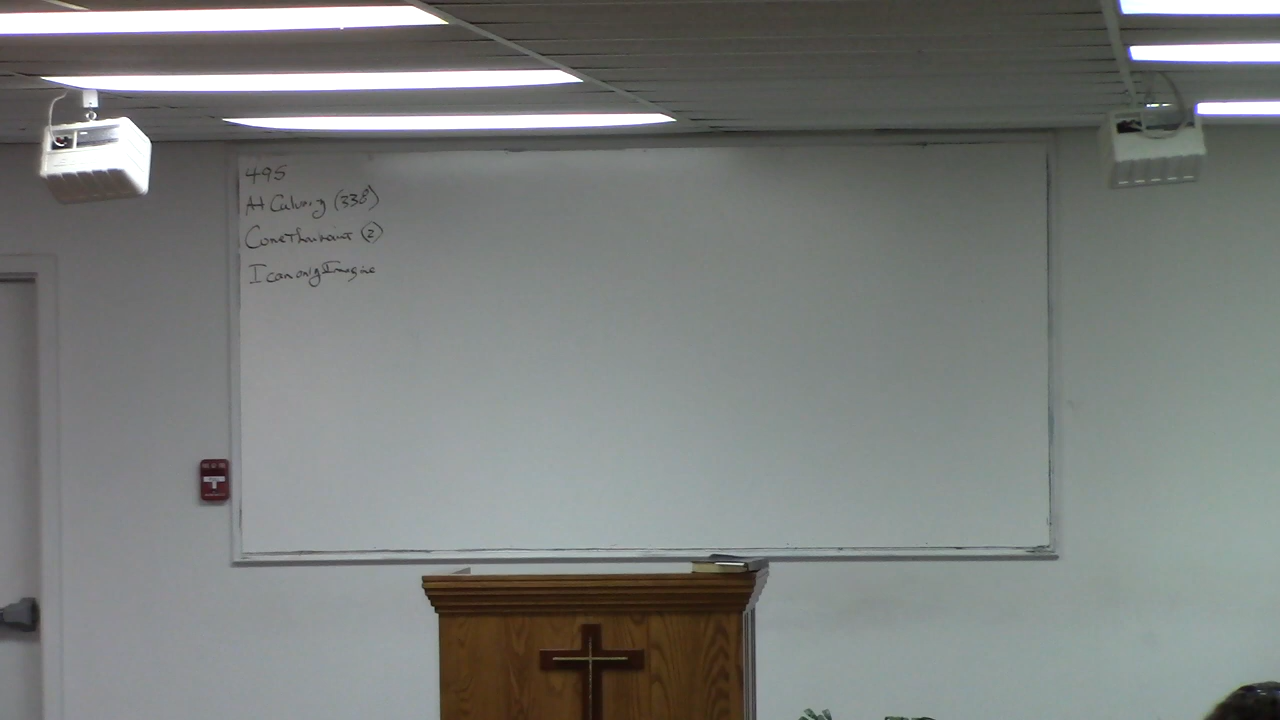 495
At Calvary (338)
Come Thou Fount (2)
I can only Imagine